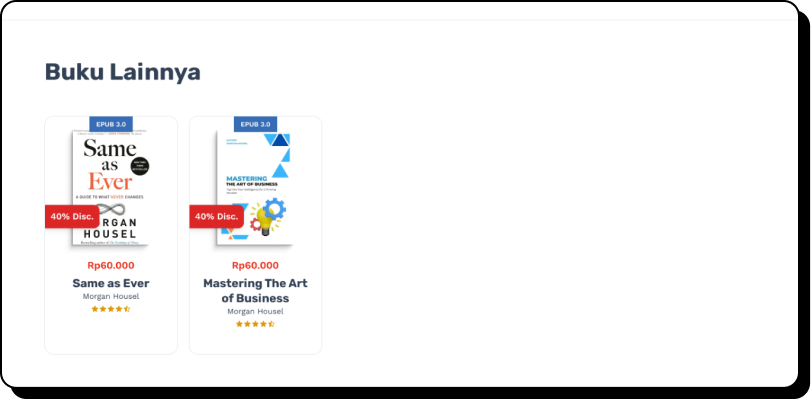 Buku Lainnya
EPUB 3.0
Same
as
Ever
A GUIDE TO WHAT NEVER CHANGES
40% Disc.
MORGAN
HOUSEL
Rp60.000
Same as Ever
Morgan Housel
EPUB 3.0
MASTERING
THE ART OF BUSINESS
40% Disc.
Rp60.000
Mastering The Art
of Business
Morgan Housel